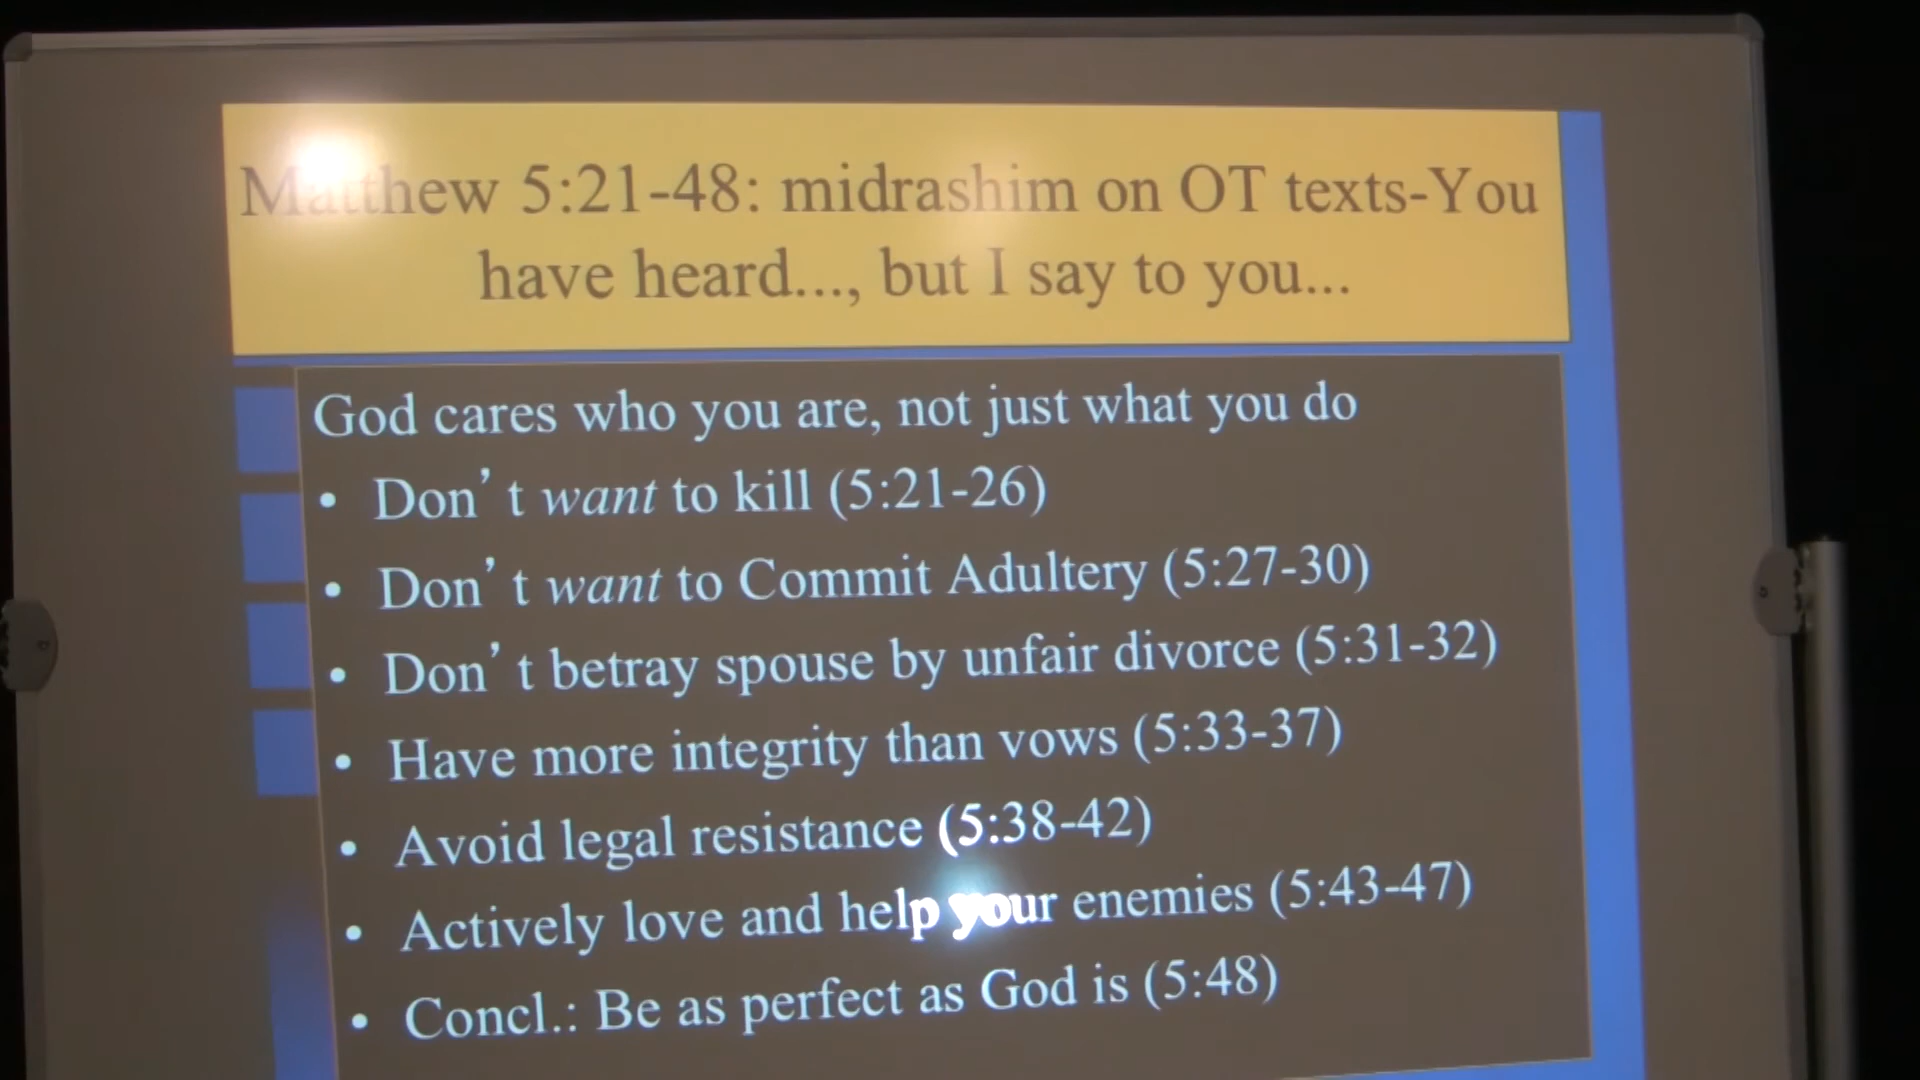 Matthew 5:21-48: midrashim on OT texts-You
have heard..., but I say to you...
God cares who you are, not just what you do
• Don't want to kill (5:21-26)
• Don't want to Commit Adultery (5:27-30)
• Don't betray spouse by unfair divorce (5:31-32)
• Have more integrity than vows (5:33-37)
• Avoid legal resistance (5:38-42)
• Actively love and help your enemies (5:43-47)
• Concl.: Be as perfect as God is (5:48)